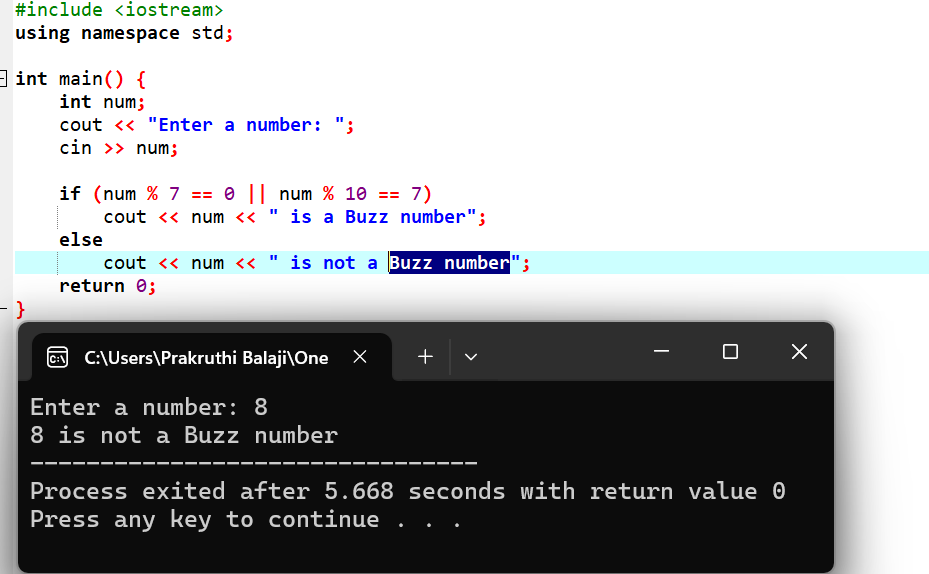 #include <iostream>
using namespace std;
int main() {
int num;
cout << "Enter a number: ";
cin >> num;
if (num % 7 == 0 || num % 10 == 7)
cout << num << " is a Buzz number";
else
cout << num << " is not a Buzz number";
return 0;
}
C:\Users\Prakruthi Balaji\One
Enter a number: 8
8 is not a Buzz number
--------------------------------
Process exited after 5.668 seconds with return value 0
Press any key to continue . . .